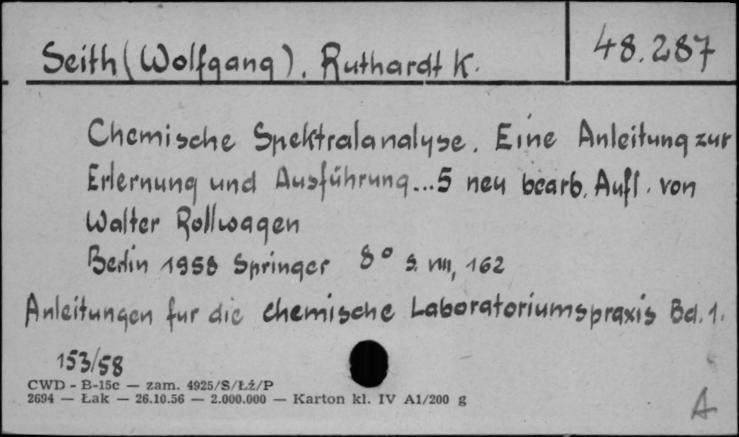 Seith (Wolfgang), Ruthardt K.
48.287
Chemische Spektralanalyse. Eine Anleitung zur
Erlernung und Ausführung...5 neu bearb. Aufl. von
Walter Rollwagen
Berlin 1958 Springer 8° S. VIII, 162
Anleitungen fur die chemische Laboratoriumspraxis Bd. 1.
153/58
CWD - B-15c — zam. 4925/S/Łź/P
2694 — Łak — 26.10.56 — 2.000.000 — Karton kl. IV A1/200 g
A